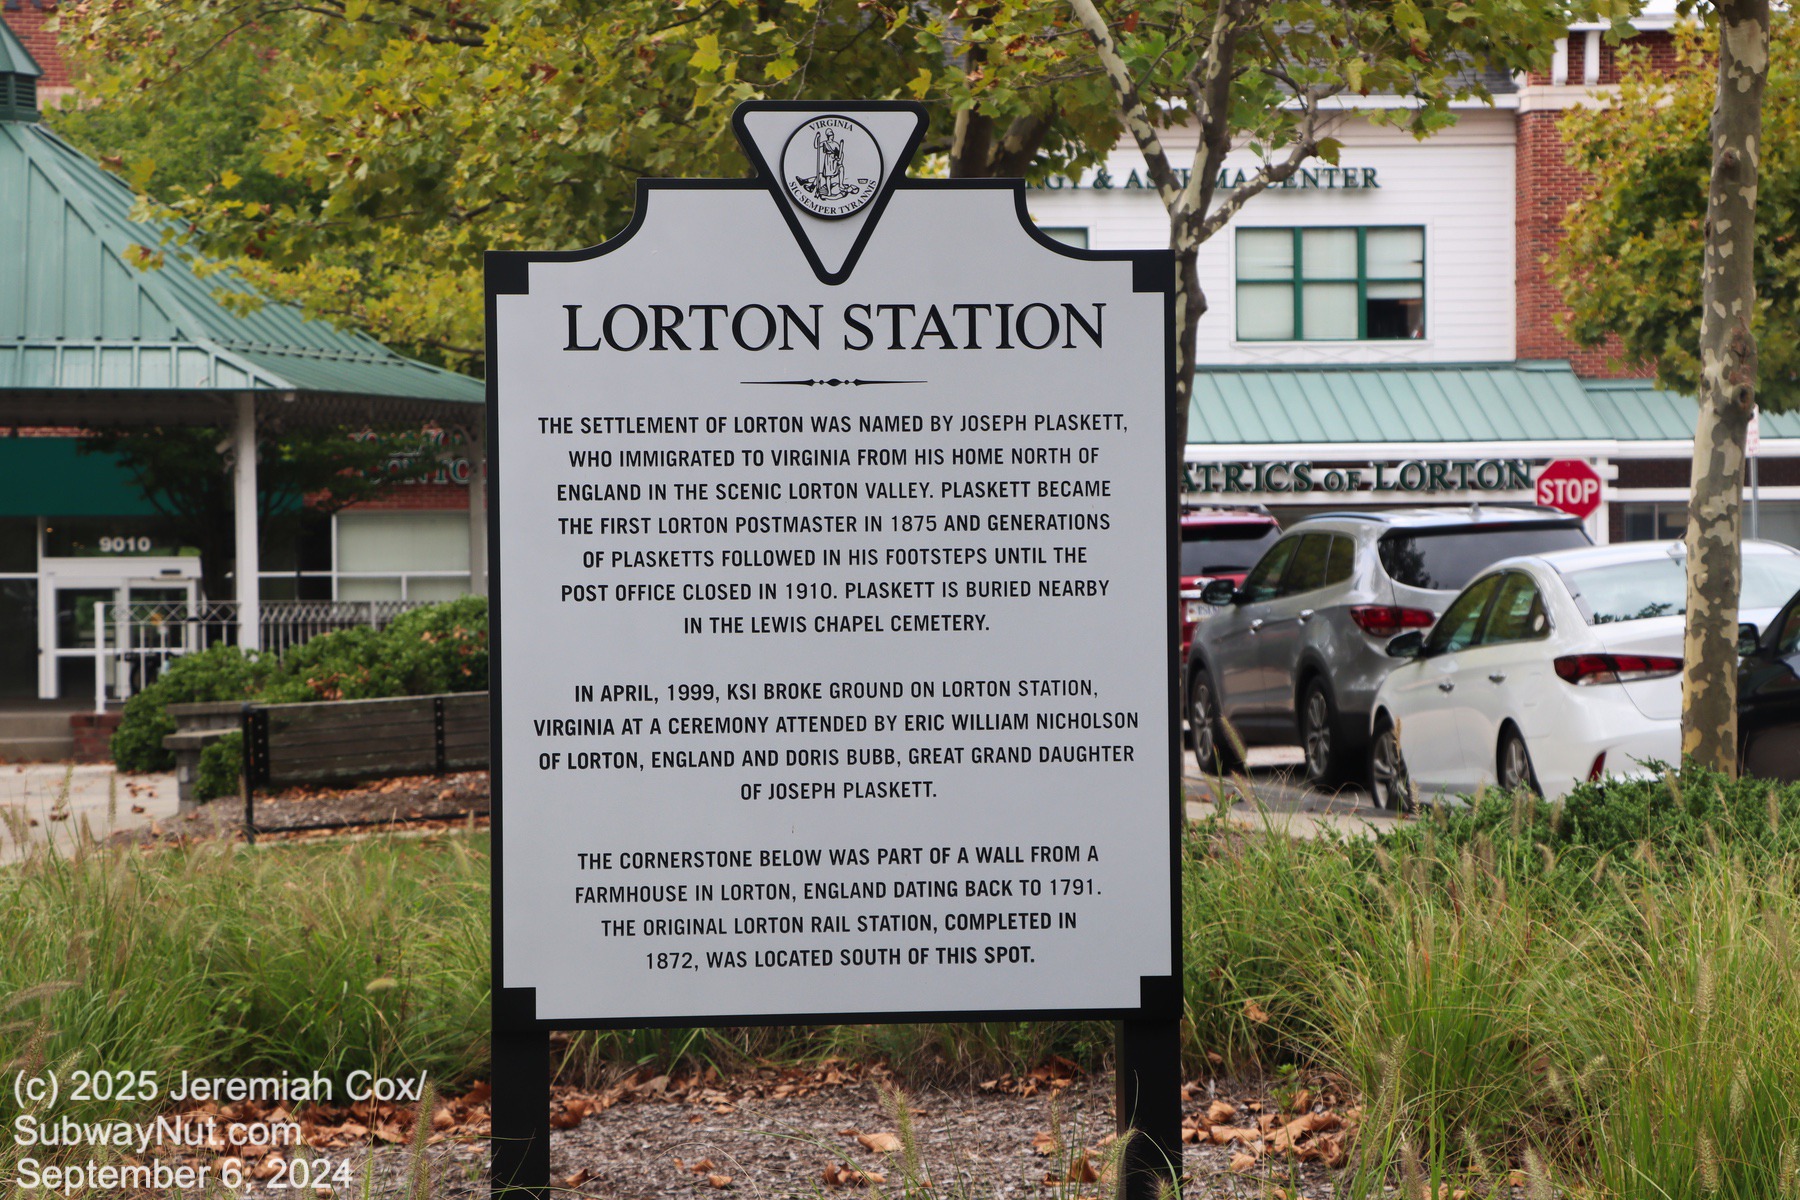 VIRGINIA
SIC SEMPER TYRANNIS
& ASTHMA CENTER
LORTON STATION
THE SETTLEMENT OF LORTON WAS NAMED BY JOSEPH PLASKETT,
WHO IMMIGRATED TO VIRGINIA FROM HIS HOME NORTH OF
ENGLAND IN THE SCENIC LORTON VALLEY. PLASKETT BECAME
THE FIRST LORTON POSTMASTER IN 1875 AND GENERATIONS
OF PLASKETTS FOLLOWED IN HIS FOOTSTEPS UNTIL THE
POST OFFICE CLOSED IN 1910. PLASKETT IS BURIED NEARBY
IN THE LEWIS CHAPEL CEMETERY.
IN APRIL, 1999, KSI BROKE GROUND ON LORTON STATION,
VIRGINIA AT A CEREMONY ATTENDED BY ERIC WILLIAM NICHOLSON
OF LORTON, ENGLAND AND DORIS BUBB, GREAT GRAND DAUGHTER
OF JOSEPH PLASKETT.
THE CORNERSTONE BELOW WAS PART OF A WALL FROM A
FARMHOUSE IN LORTON, ENGLAND DATING BACK TO 1791.
THE ORIGINAL LORTON RAIL STATION, COMPLETED IN
1872, WAS LOCATED SOUTH OF THIS SPOT.
ATRICS OF LORTON
STOP
9010
(c) 2025 Jeremiah Cox/
SubwayNut.com
September 6, 2024